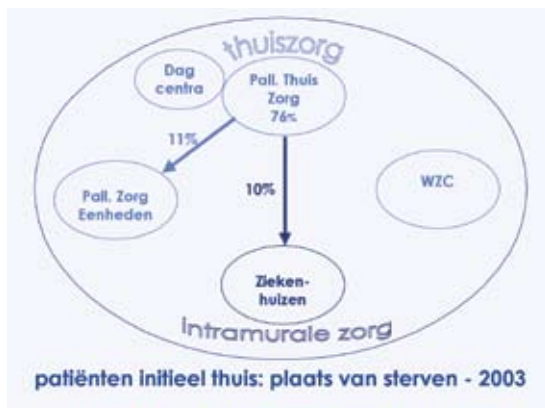 thuiszorg
Dag
centra
Pall. Thuis
Zorg
76%
11%
10%
Pall. Zorg
Eenheden
WZC
Zieken-
huizen
intramurale zorg
patiënten initieel thuis: plaats van sterven - 2003